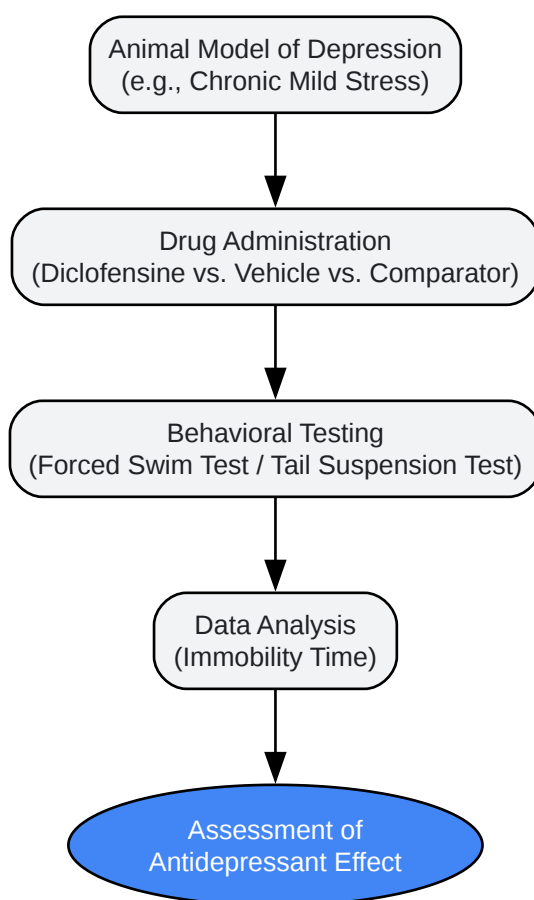 Animal Model of Depression
(e.g., Chronic Mild Stress)
Drug Administration
(Diclofensine vs. Vehicle vs. Comparator)
Behavioral Testing
(Forced Swim Test / Tail Suspension Test)
Data Analysis
(Immobility Time)
Assessment of
Antidepressant Effect